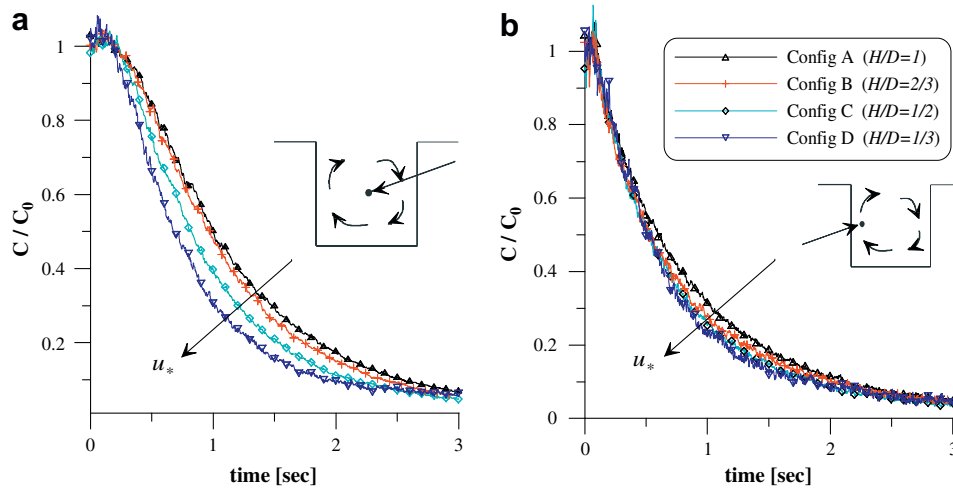 a
b
C / C₀
1
0.8
0.6
0.4
0.2
0
1
2
3
time [sec]
u*
C / C₀
1
0.8
0.6
0.4
0.2
0
0
1
2
3
time [sec]
u*
Config A (H/D=1)
Config B (H/D=2/3)
Config C (H/D=1/2)
Config D (H/D=1/3)